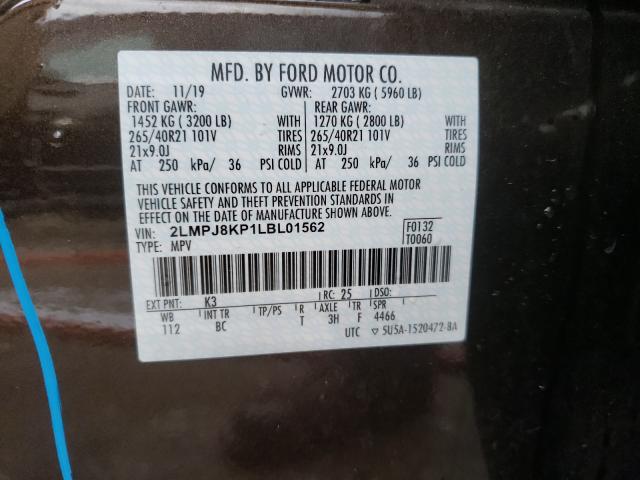 MFD. BY FORD MOTOR CO.
DATE: 11/19 GVWR: 2703 KG ( 5960 LB)
FRONT GAWR: REAR GAWR:
1452 KG ( 3200 LB) WITH 1270 KG ( 2800 LB) WITH
265/40R21 101V TIRES 265/40R21 101V TIRES
21x9.0J RIMS 21x9.0J RIMS
AT 250 kPa/ 36 PSI COLD AT 250 kPa/ 36 PSI COLD
THIS VEHICLE CONFORMS TO ALL APPLICABLE FEDERAL MOTOR
VEHICLE SAFETY AND THEFT PREVENTION STANDARDS IN
EFFECT ON THE DATE OF MANUFACTURE SHOWN ABOVE.
VIN: 2LMPJ8KP1LBL01562 F0132
TYPE: MPV T0060
EXT PNT: K3 RC: 25 DSO:
WB INT TR TP/PS R AXLE TR SPR
112 BC T 3H F 4466
UTC ▽ 5U5A-1520472-BA